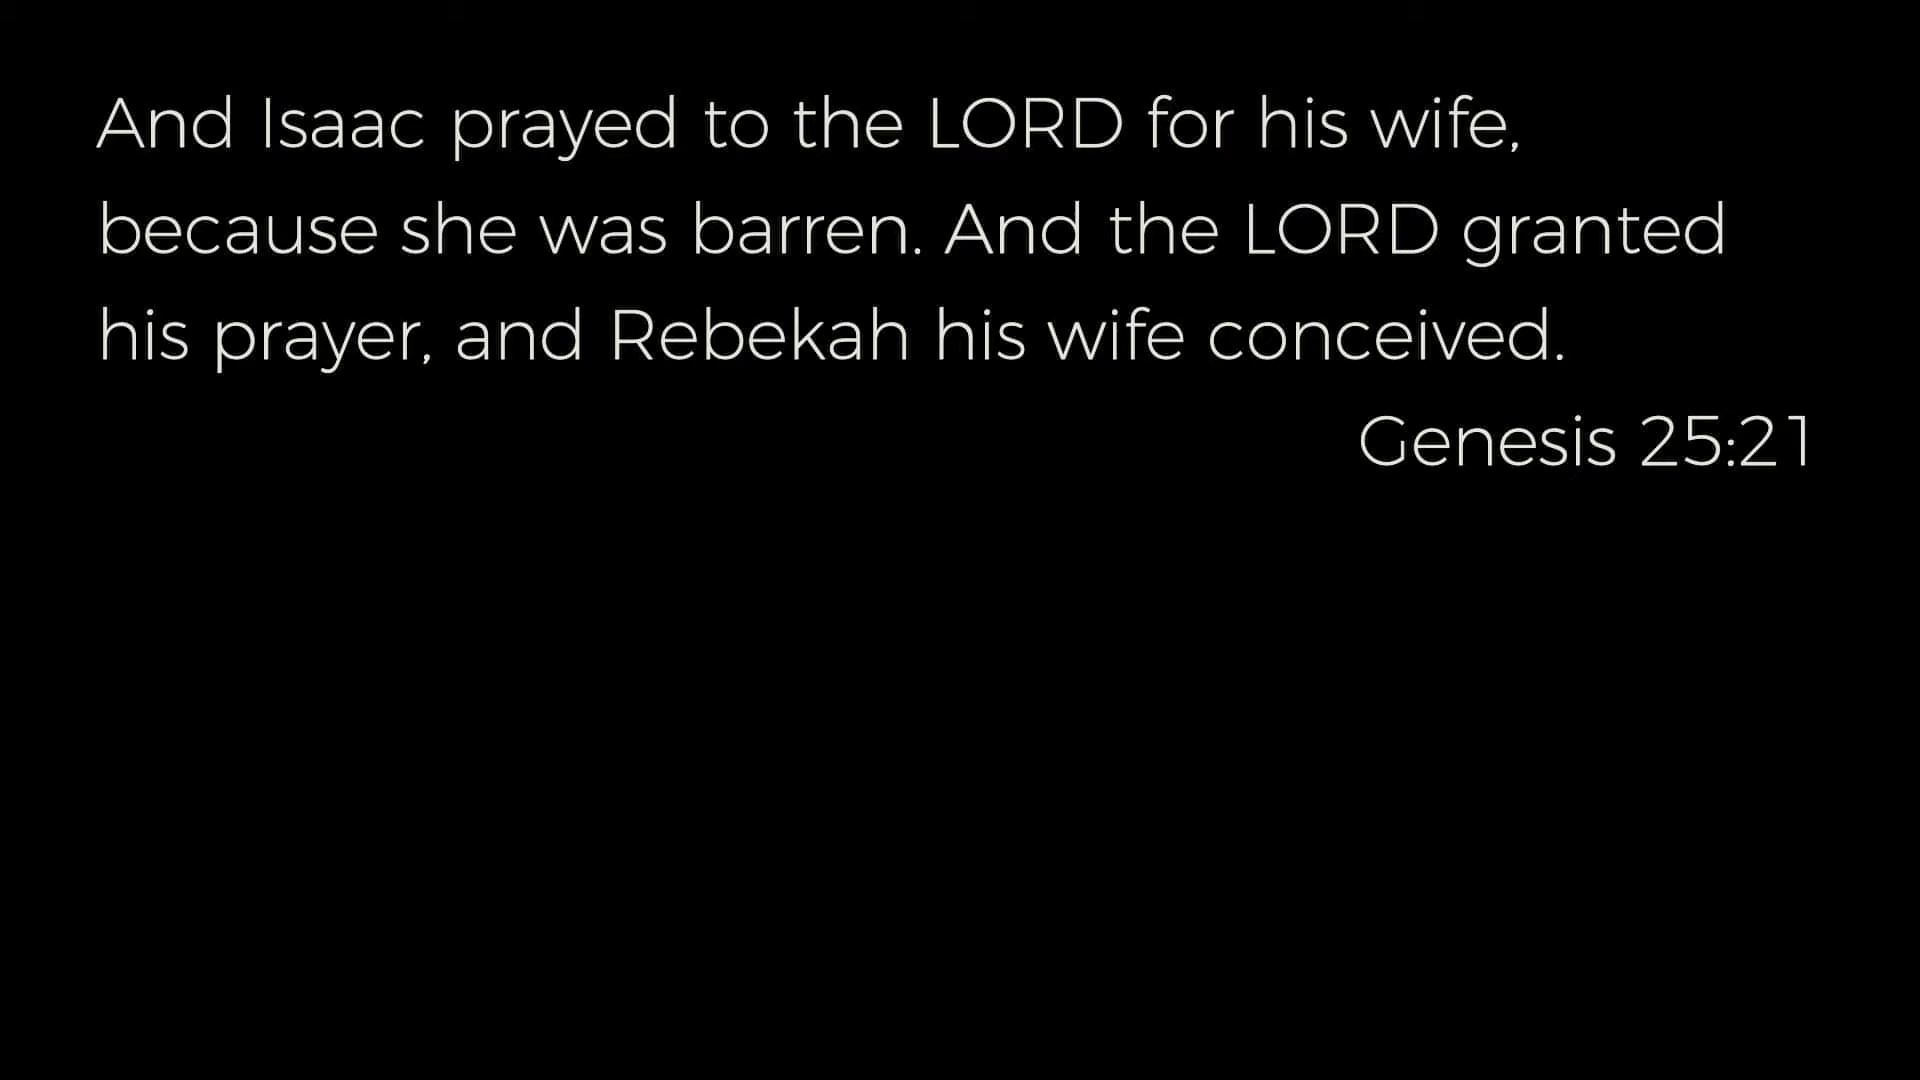 And Isaac prayed to the LORD for his wife,
because she was barren. And the LORD granted
his prayer, and Rebekah his wife conceived.
Genesis 25:21